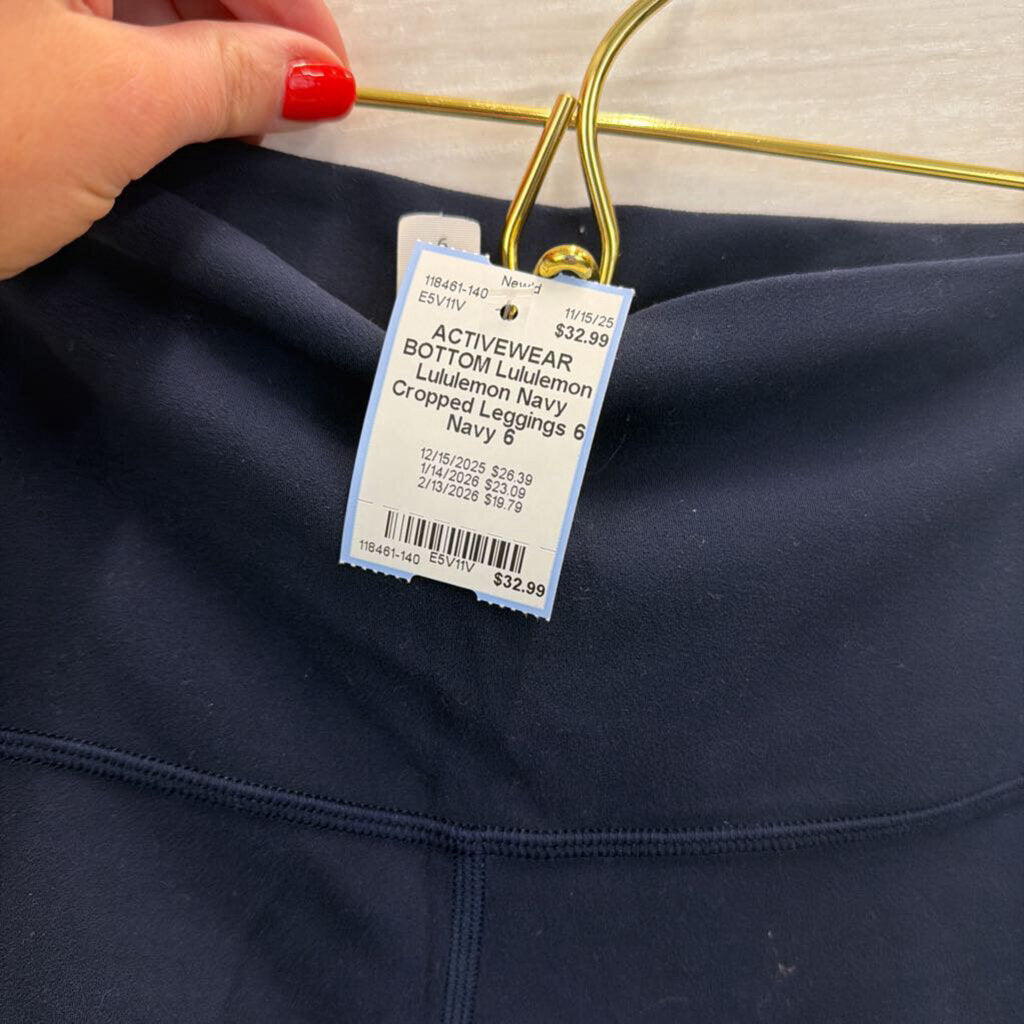 6
New'd
118461-140
E5V11V
11/15/25
$32.99
ACTIVEWEAR
BOTTOM Lululemon
Lululemon Navy
Cropped Leggings 6
Navy 6
12/15/2025 $26.39
1/14/2026 $23.09
2/13/2026 $19.79
118461-140 E5V11V
$32.99